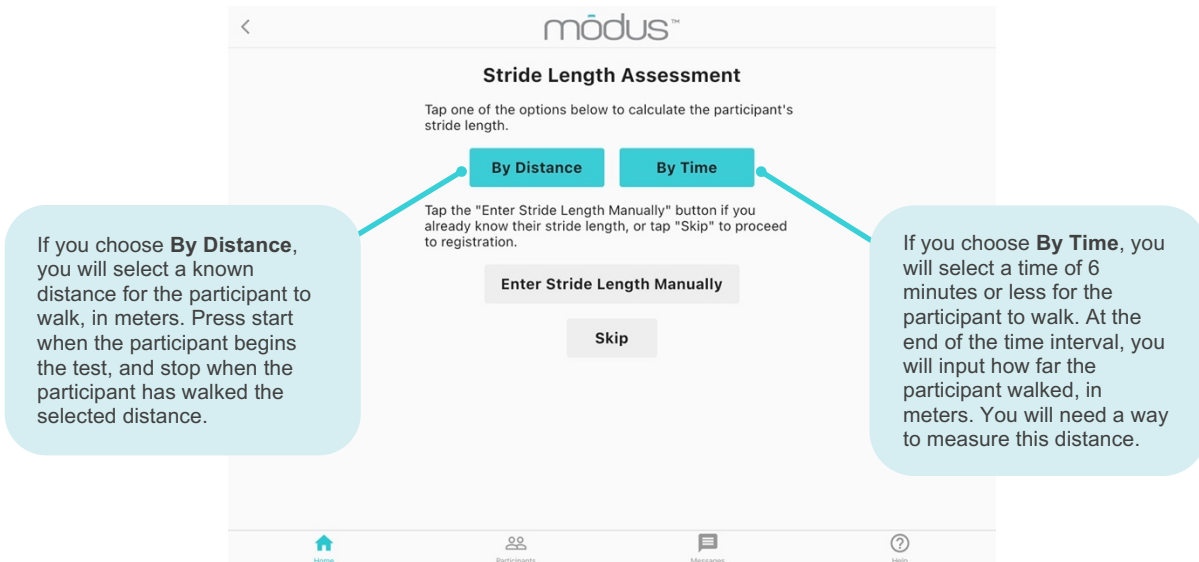 mōdus™
Stride Length Assessment
Tap one of the options below to calculate the participant's
stride length.
By Distance
By Time
Tap the "Enter Stride Length Manually" button if you
already know their stride length, or tap "Skip" to proceed
to registration.
Enter Stride Length Manually
Skip
If you choose By Distance,
you will select a known
distance for the participant to
walk, in meters. Press start
when the participant begins
the test, and stop when the
participant has walked the
selected distance.
If you choose By Time, you
will select a time of 6
minutes or less for the
participant to walk. At the
end of the time interval, you
will input how far the
participant walked, in
meters. You will need a way
to measure this distance.
Home
Participants
Messages
Help